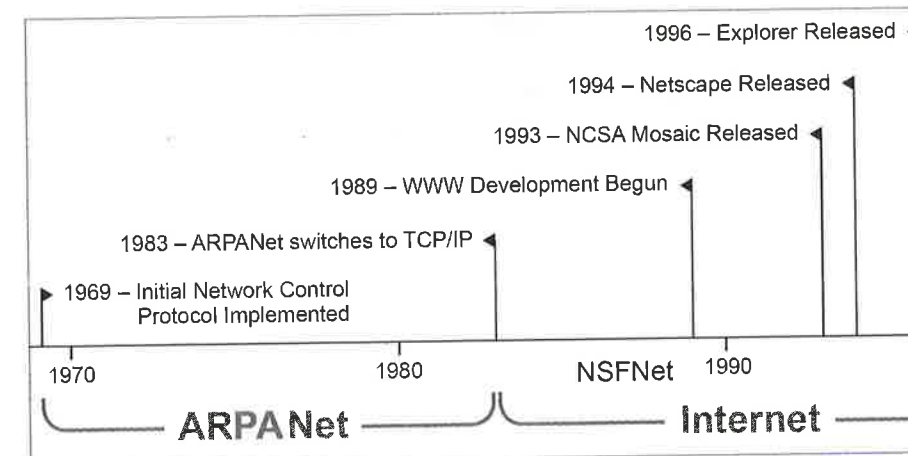 1996 – Explorer Released
1994 – Netscape Released
1993 – NCSA Mosaic Released
1989 – WWW Development Begun
1983 – ARPANet switches to TCP/IP
1969 – Initial Network Control
Protocol Implemented
1970
1980
NSFNet
1990
ARPANet
Internet